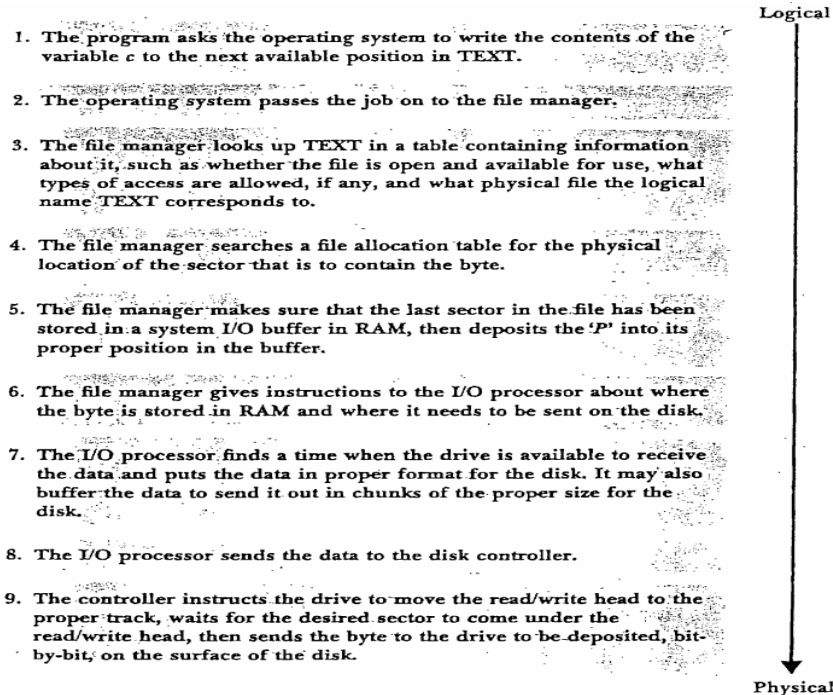 Logical
1. The program asks the operating system to write the contents of the
variable c to the next available position in TEXT.
2. The operating system passes the job on to the file manager.
3. The file manager looks up TEXT in a table containing information
about it, such as whether the file is open and available for use, what
types of access are allowed, if any, and what physical file the logical
name TEXT corresponds to.
4. The file manager searches a file allocation table for the physical
location of the sector that is to contain the byte.
5. The file manager makes sure that the last sector in the file has been
stored in a system I/O buffer in RAM, then deposits the 'P' into its
proper position in the buffer.
6. The file manager gives instructions to the I/O processor about where
the byte is stored in RAM and where it needs to be sent on the disk.
7. The I/O processor finds a time when the drive is available to receive
the data and puts the data in proper format for the disk. It may also
buffer the data to send it out in chunks of the proper size for the
disk.
8. The I/O processor sends the data to the disk controller.
9. The controller instructs the drive to move the read/write head to the
proper track, waits for the desired sector to come under the
read/write head, then sends the byte to the drive to be deposited, bit-
by-bit, on the surface of the disk.
Physical